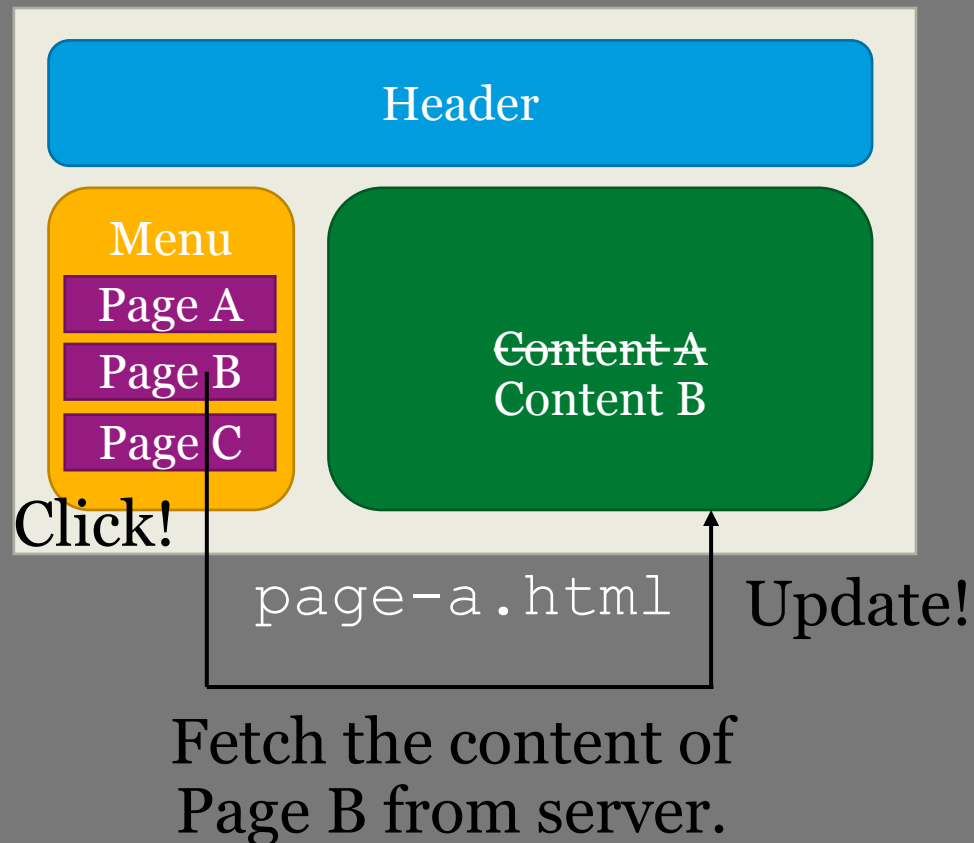 Header
Menu
Page A
Page B
Page C
Content A
Content B
Click!
page-a.html
Update!
Fetch the content of
Page B from server.